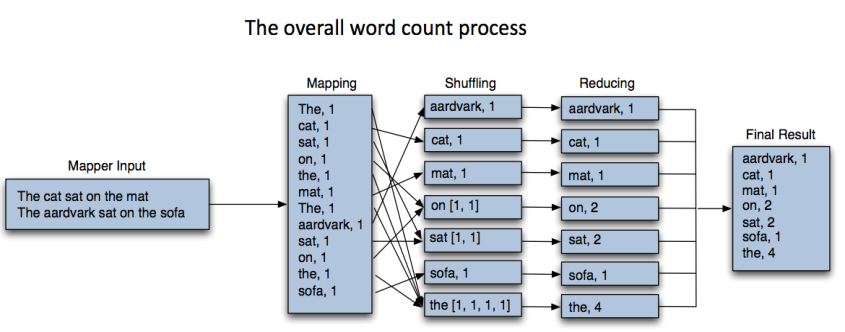 The overall word count process
Mapper Input
The cat sat on the mat
The aardvark sat on the sofa
Mapping
The, 1
cat, 1
sat, 1
on, 1
the, 1
mat, 1
The, 1
aardvark, 1
sat, 1
on, 1
the, 1
sofa, 1
Shuffling
aardvark, 1
cat, 1
mat, 1
on [1, 1]
sat [1, 1]
sofa, 1
the [1, 1, 1, 1]
Reducing
aardvark, 1
cat, 1
mat, 1
on, 2
sat, 2
sofa, 1
the, 4
Final Result
aardvark, 1
cat, 1
mat, 1
on, 2
sat, 2
sofa, 1
the, 4